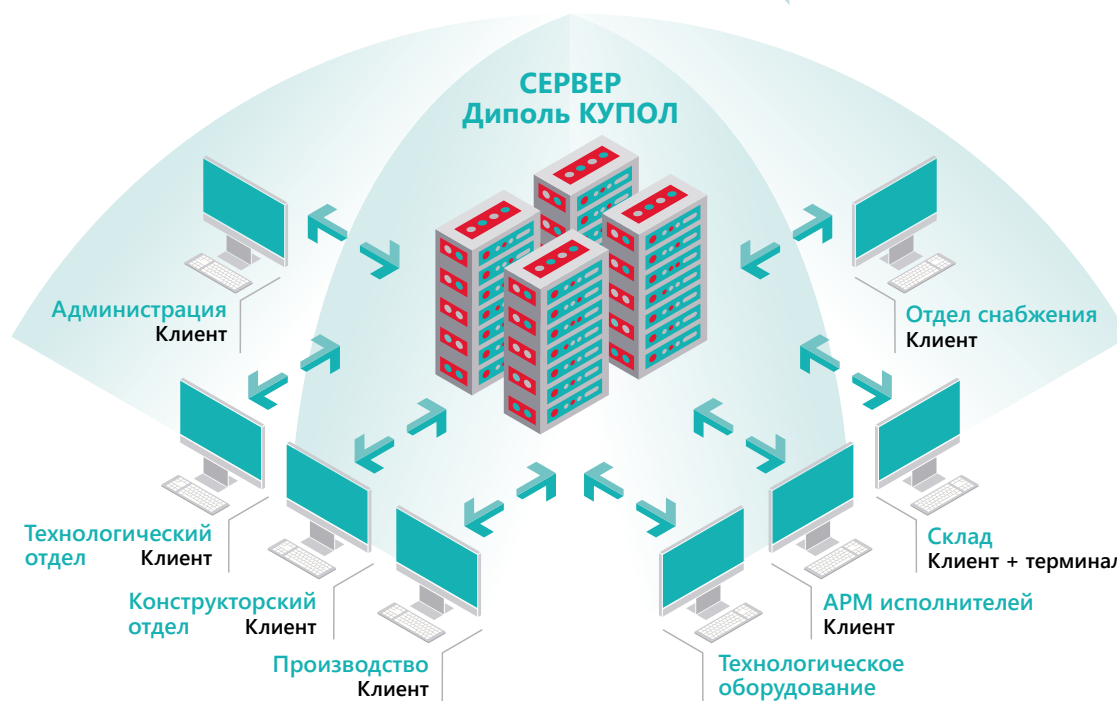 СЕРВЕР
Диполь КУПОЛ
Администрация
Клиент
Отдел снабжения
Клиент
Технологический
отдел Клиент
Склад
Клиент + терминал
Конструкторский
отдел Клиент
АРМ исполнителей
Клиент
Производство
Клиент
Технологическое
оборудование